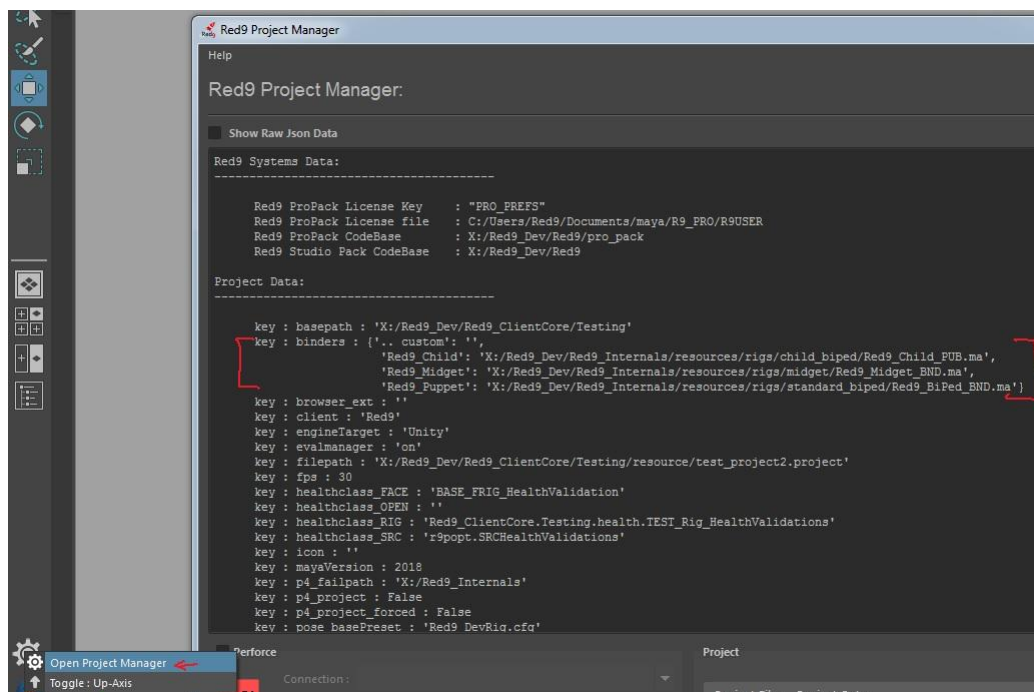 Red9 Project Manager
Help
Red9 Project Manager:
Show Raw Json Data
Red9 Systems Data:
-----------------------------------------
Red9 ProPack License Key : "PRO_PREFS"
Red9 ProPack License file : C:/Users/Red9/Documents/maya/R9_PRO/R9USER
Red9 ProPack CodeBase : X:/Red9_Dev/Red9/pro_pack
Red9 Studio Pack CodeBase : X:/Red9_Dev/Red9
Project Data:
-----------------------------------------
key : basepath : 'X:/Red9_Dev/Red9_ClientCore/Testing'
key : binders : {'.. custom': '',
'Red9_Child': 'X:/Red9_Dev/Red9_Internals/resources/rigs/child_biped/Red9_Child_PUB.ma',
'Red9_Midget': 'X:/Red9_Dev/Red9_Internals/resources/rigs/midget/Red9_Midget_BND.ma',
'Red9_Puppet': 'X:/Red9_Dev/Red9_Internals/resources/rigs/standard_biped/Red9_BiPed_BND.ma'}
key : browser_ext : ''
key : client : 'Red9'
key : engineTarget : 'Unity'
key : evalmanager : 'on'
key : filepath : 'X:/Red9_Dev/Red9_ClientCore/Testing/resource/test_project2.project'
key : fps : 30
key : healthclass_FACE : 'BASE_FRIG_HealthValidation'
key : healthclass_OPEN : ''
key : healthclass_RIG : 'Red9_ClientCore.Testing.health.TEST_Rig_HealthValidations'
key : healthclass_SRC : 'r9popt.SRCHealthValidations'
key : icon : ''
key : mayaVersion : 2018
key : p4_failpath : 'X:/Red9_Internals'
key : p4_project : False
key : p4_project_forced : False
key : pose_basePreset : 'Red9_DevRig.cfg'
Perforce
Project
Connection :
Open Project Manager
Toggle : Up-Axis